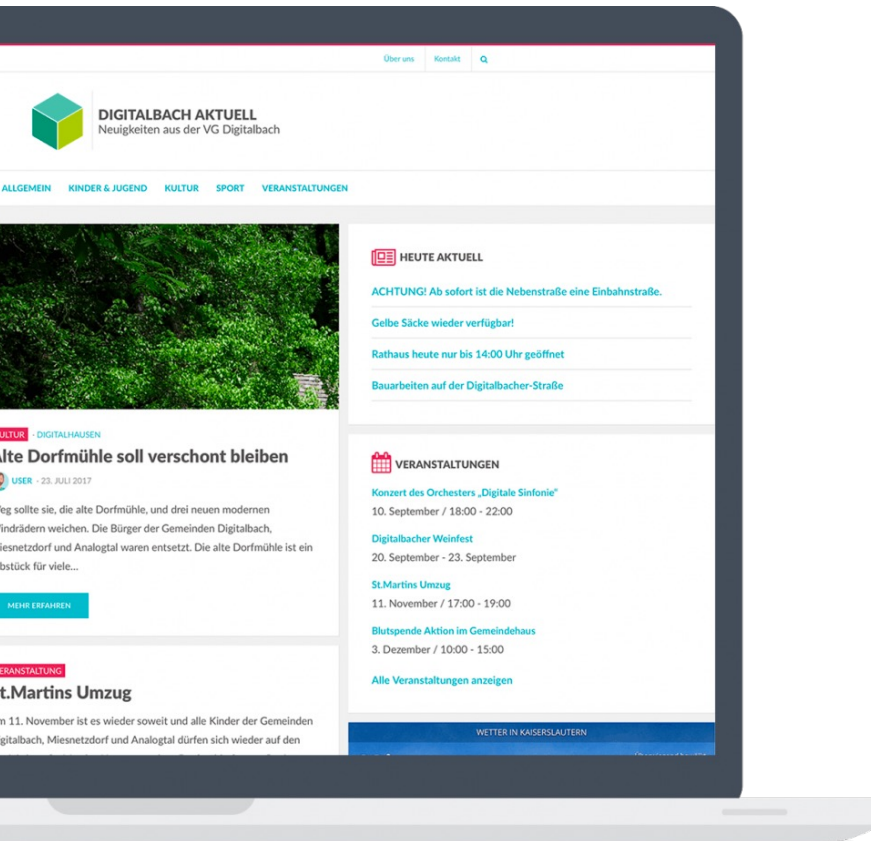 Über uns Kontakt
DIGITALBACH AKTUELL
Neuigkeiten aus der VG Digitalbach
ALLGEMEIN KINDER & JUGEND KULTUR SPORT VERANSTALTUNGEN
ULTUR - DIGITALHAUSEN
Alte Dorfmühle soll verschont bleiben
USER - 23. JULI 2017
eg sollte sie, die alte Dorfmühle, und drei neuen modernen
indrädern weichen. Die Bürger der Gemeinden Digitalbach,
iesnetzdorf und Analogtal waren entsetzt. Die alte Dorfmühle ist ein
bstück für viele...
MEHR ERFAHREN
ERANSTALTUNG
t.Martins Umzug
m 11. November ist es wieder soweit und alle Kinder der Gemeinden
igitalbach, Miesnetzdorf und Analogtal dürfen sich wieder auf den
HEUTE AKTUELL
ACHTUNG! Ab sofort ist die Nebenstraße eine Einbahnstraße.
Gelbe Säcke wieder verfügbar!
Rathaus heute nur bis 14:00 Uhr geöffnet
Bauarbeiten auf der Digitalbacher-Straße
VERANSTALTUNGEN
Konzert des Orchesters „Digitale Sinfonie“
10. September / 18:00 - 22:00
Digitalbacher Weinfest
20. September - 23. September
St.Martins Umzug
11. November / 17:00 - 19:00
Blutspende Aktion im Gemeindehaus
3. Dezember / 10:00 - 15:00
Alle Veranstaltungen anzeigen
WETTER IN KAISERSLAUTERN